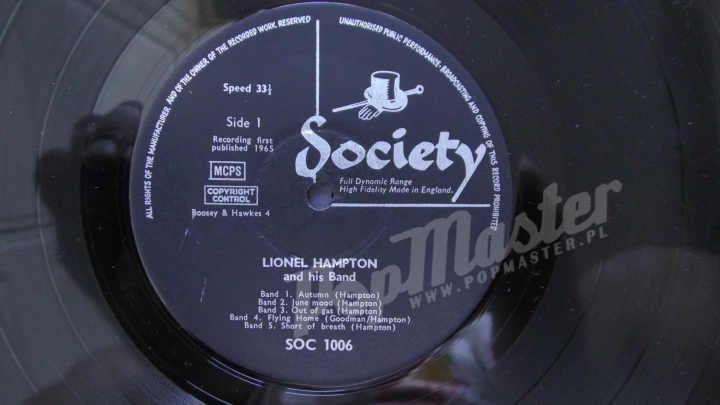 ALL RIGHTS OF THE MANUFACTURER AND OF THE OWNER OF THE RECORDED WORK RESERVED
UNAUTHORISED PUBLIC PERFORMANCE · BROADCASTING AND COPYING OF THIS RECORD PROHIBITED
Speed 33⅓
Side 1
Recording first
published 1965
MCPS
COPYRIGHT
CONTROL
Boosey & Hawkes 4
Society
Full Dynamic Range
High Fidelity Made in England.
LIONEL HAMPTON
and his Band
Band 1. Autumn (Hampton)
Band 2. June mood (Hampton)
Band 3. Out of gas (Hampton)
Band 4. Flying Home (Goodman/Hampton)
Band 5. Short of breath (Hampton)
SOC 1006
PopMaster
WWW.POPMASTER.PL